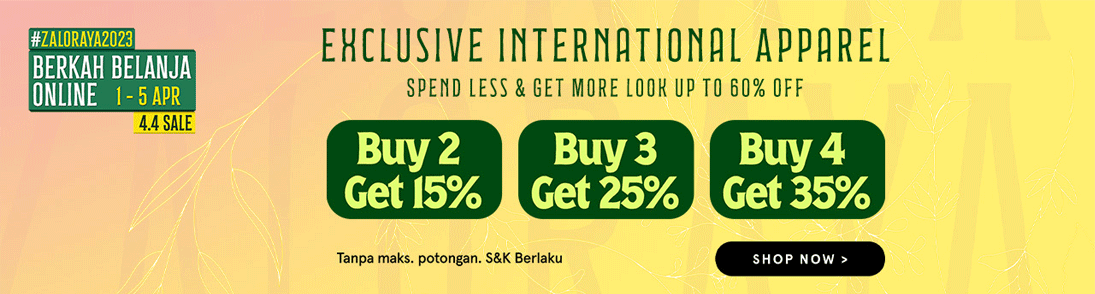 #ZALORAYA2023
BERKAH BELANJA
ONLINE 1 - 5 APR
4.4 SALE
EXCLUSIVE INTERNATIONAL APPAREL
SPEND LESS & GET MORE LOOK UP TO 60% OFF
Buy 2
Get 15%
Buy 3
Get 25%
Buy 4
Get 35%
Tanpa maks. potongan. S&K Berlaku
SHOP NOW >